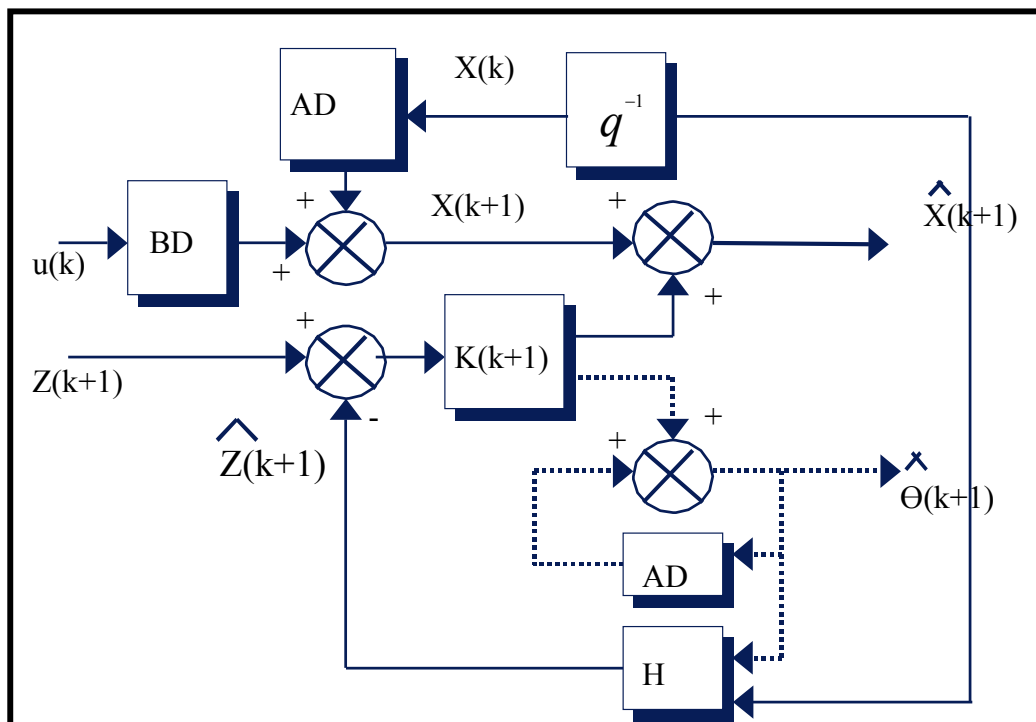 X(k)
AD
q⁻¹
+
X(k+1)
+
X̂(k+1)
BD
u(k)
+
+
+
Z(k+1)
K(k+1)
-
Ẑ(k+1)
+
+
Θ̂(k+1)
AD
H